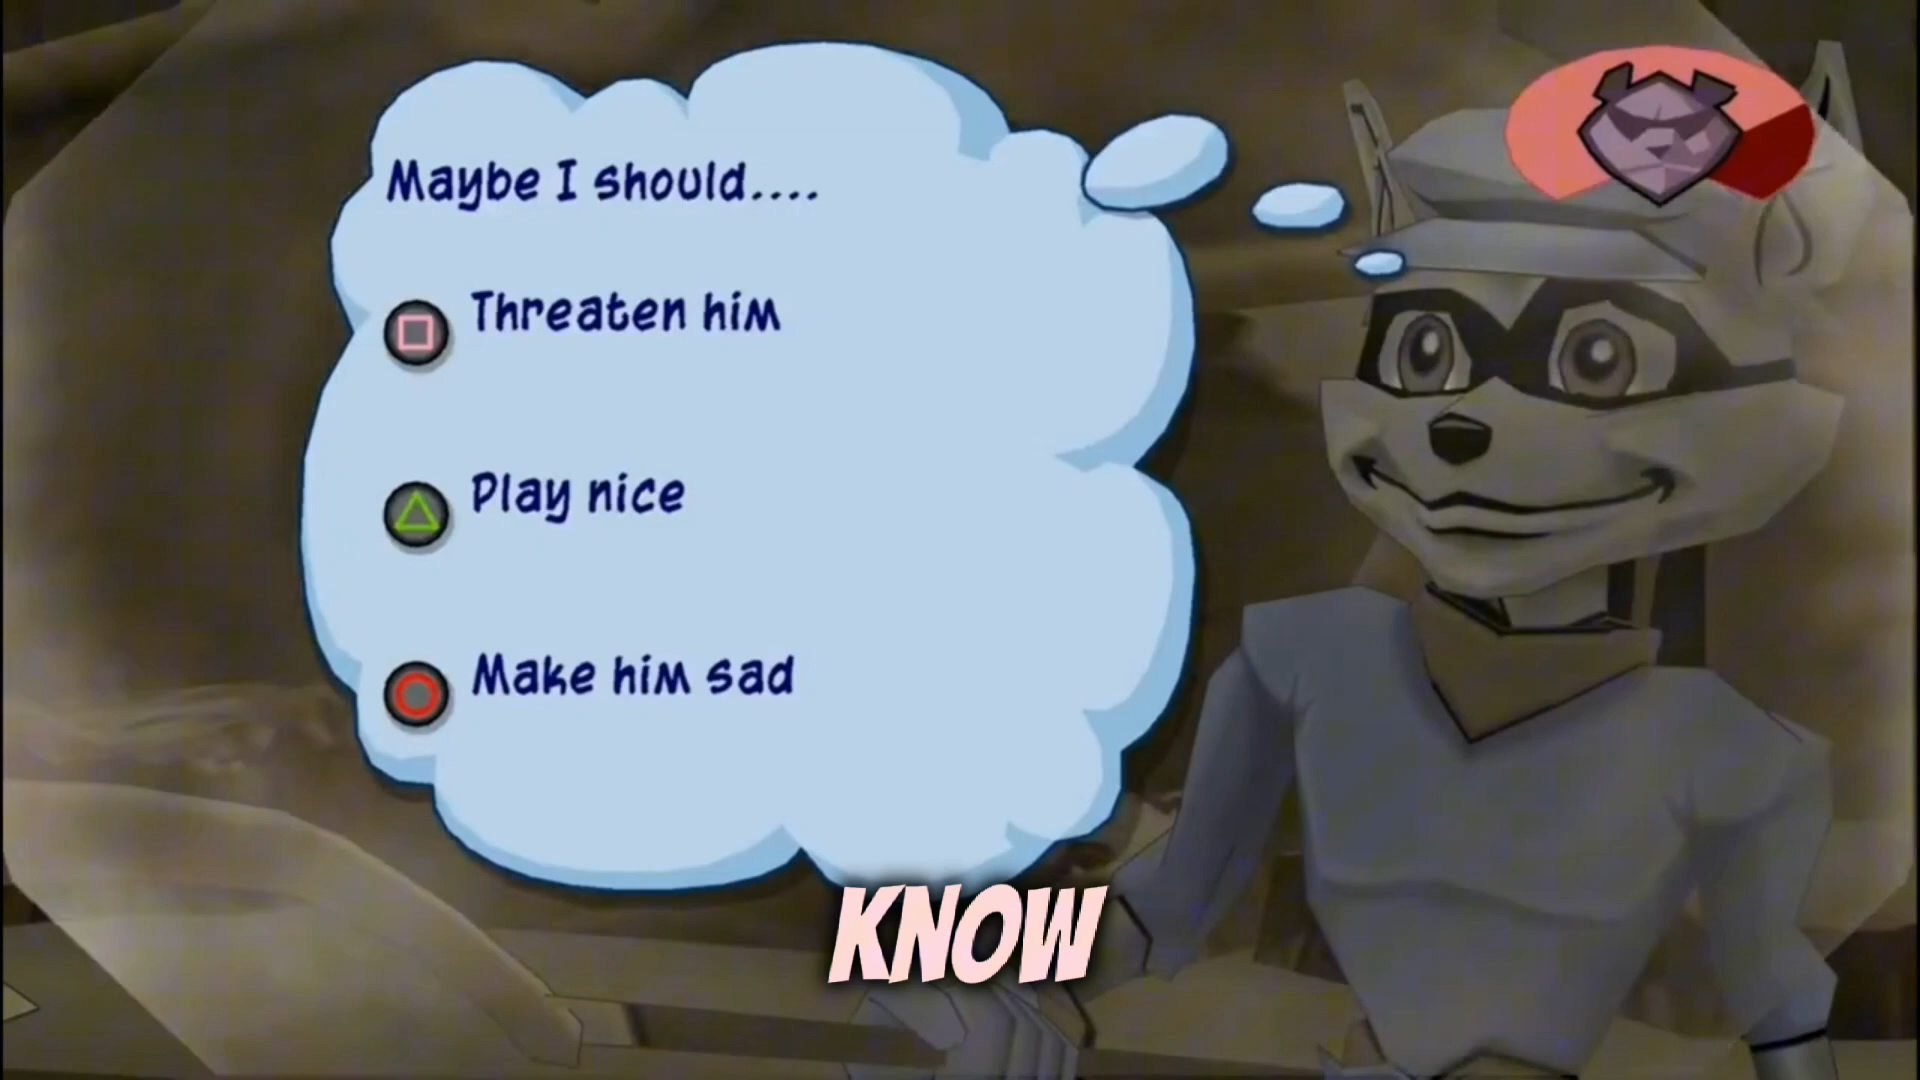 Maybe I should....
Threaten him
Play nice
Make him sad
KNOW